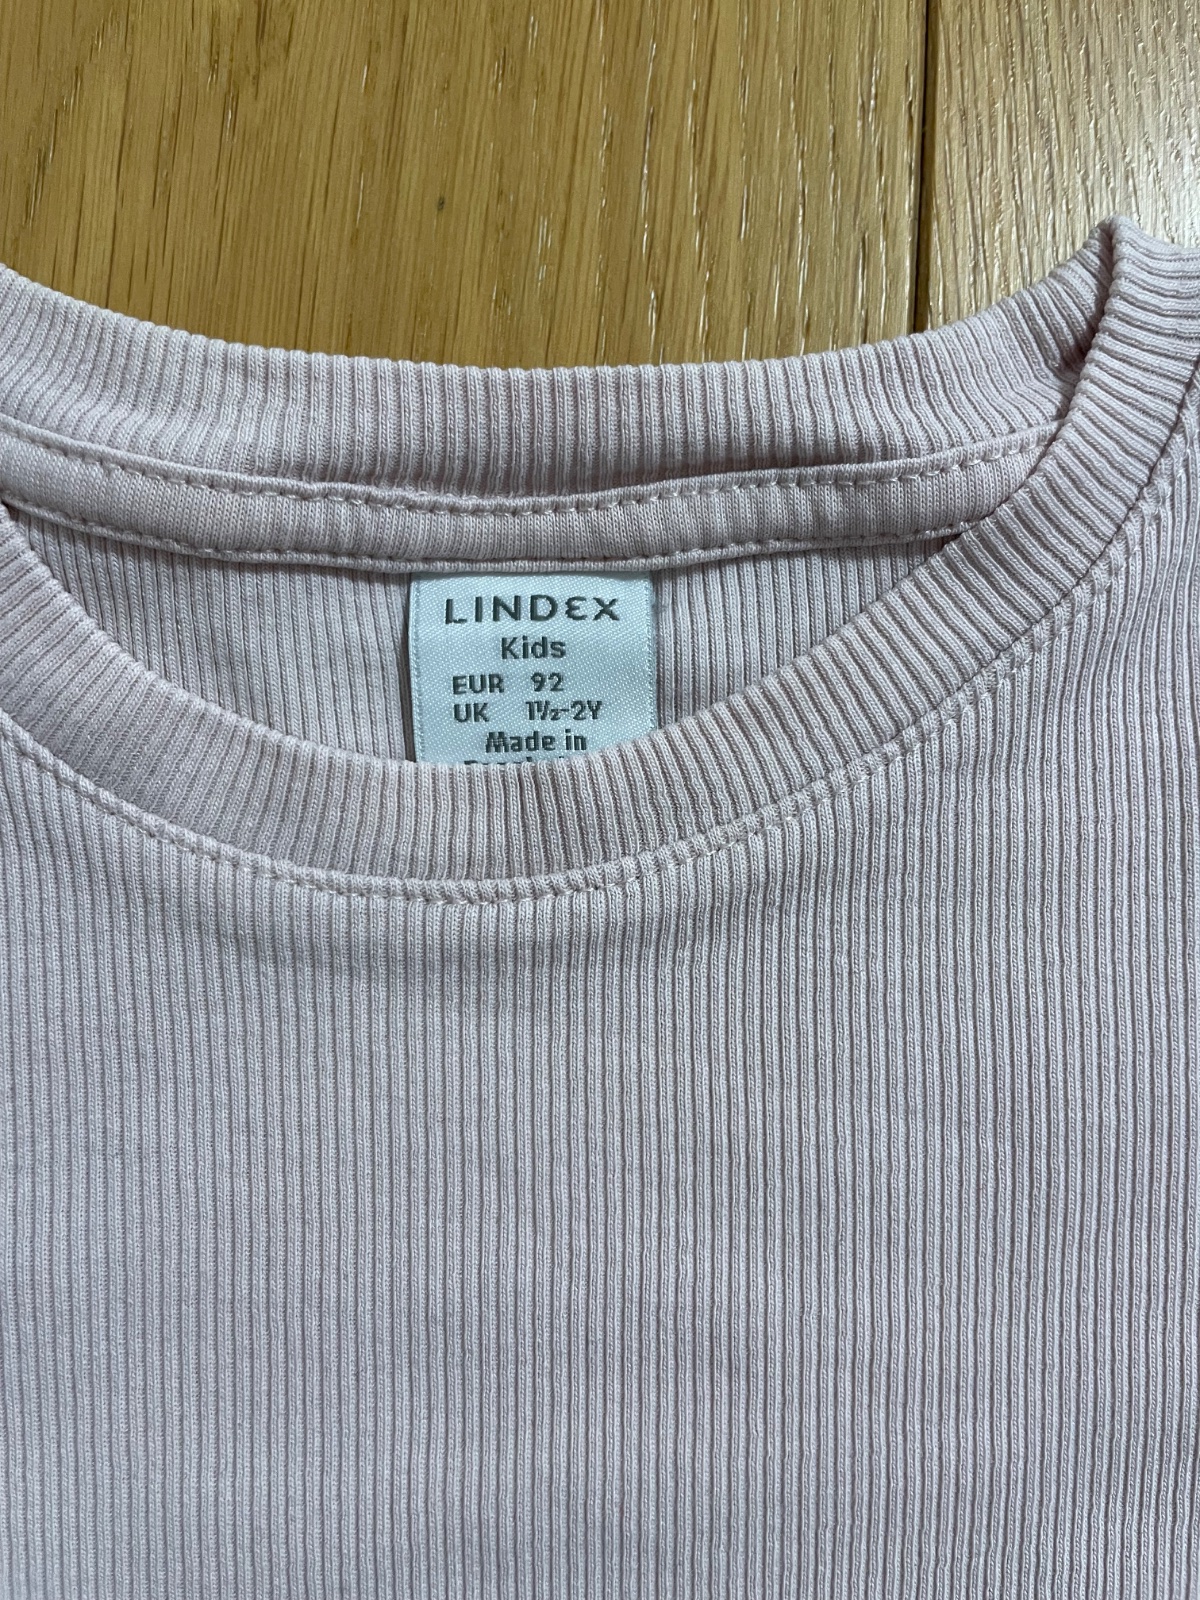 LINDEX
Kids
EUR 92
UK 1½-2Y
Made in